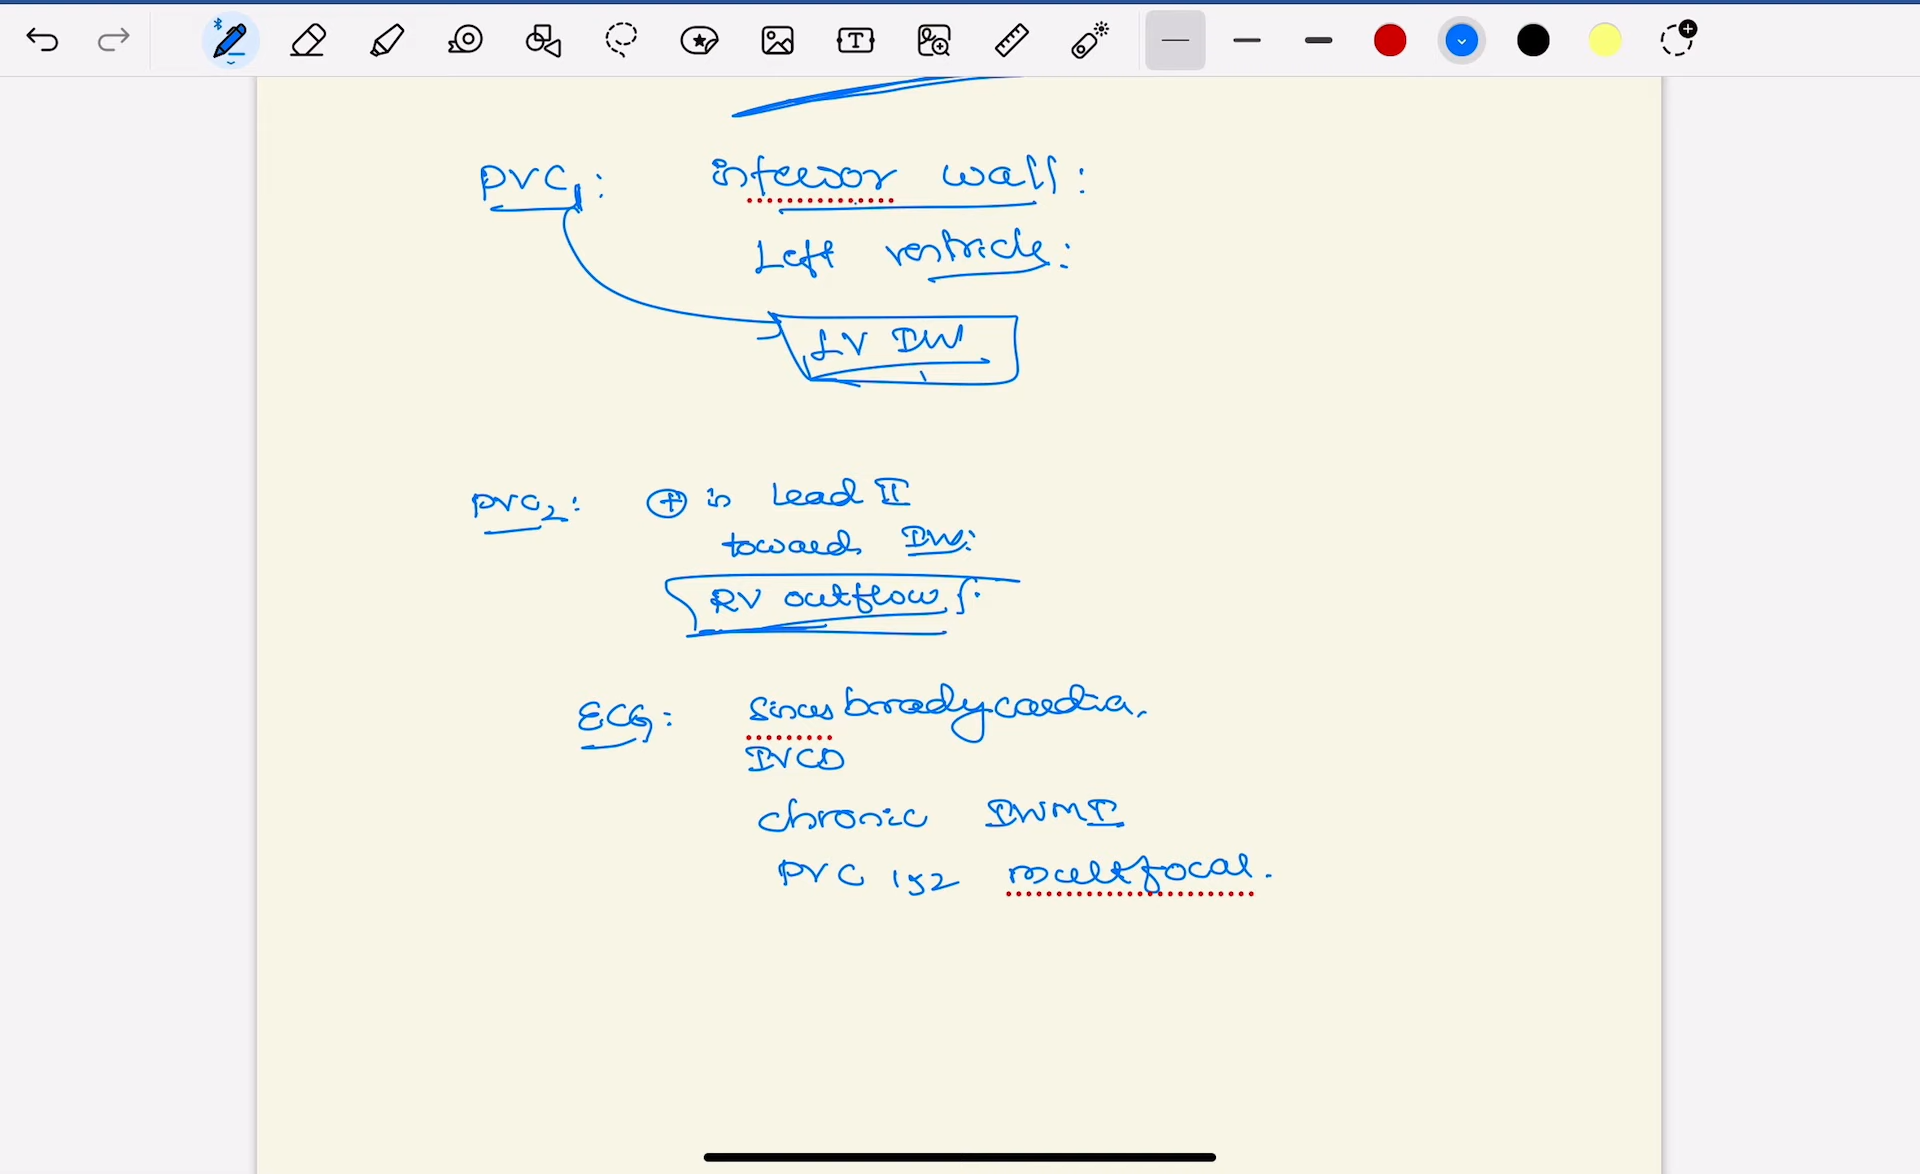 PVC1: inferior wall:
Left ventricle:
LV IW
PVC2: + in Lead II
towards IW:
RV outflow
ECG: Sinus bradycardia.
IVCD
chronic IWMI
PVC 1,2 multfocal.
T